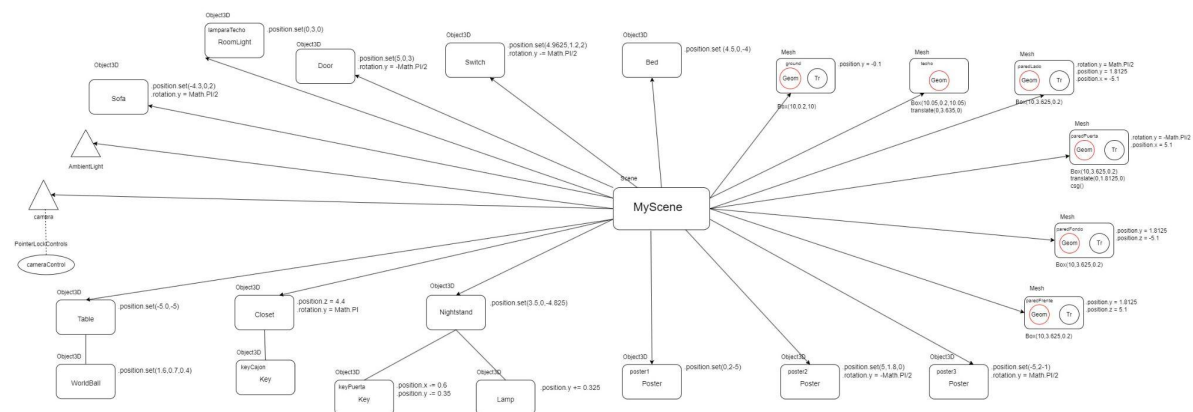 Object3D
lamparaTecho
RoomLight
.position.set(0,3,0)
Object3D
Door
.position.set(5,0,3)
.rotation.y = -Math.PI/2
Object3D
Switch
.position.set(4.9625,1.2,2)
.rotation.y -= Math.PI/2
Object3D
Bed
.position.set (4.5,0,-4)
Mesh
ground
Geom
Tr
.position.y = -0.1
Box(10,0.2,10)
Mesh
techo
Geom
Box(10.05,0.2,10.05)
translate(0,3.635,0)
Mesh
paredLado
Geom
Tr
.rotation.y = Math.PI/2
.position.y = 1.8125
.position.x = -5.1
Box(10,3.625,0.2)
Object3D
Sofa
.position.set(-4.3,0,2)
.rotation.y = Math.PI/2
Mesh
paredPuerta
Geom
Tr
.rotation.y = -Math.PI/2
.position.x = 5.1
Box(10,3.625,0.2)
translate(0,1.8125,0)
csg()
AmbientLight
Scene
MyScene
camera
PointerLockControls
cameraControl
Mesh
paredFondo
Geom
Tr
.position.y = 1.8125
.position.z = -5.1
Box(10,3.625,0.2)
Mesh
paredFrente
Geom
Tr
.position.y = 1.8125
.position.z = 5.1
Box(10,3.625,0.2)
Object3D
Table
.position.set(-5,0,-5)
Object3D
Closet
.position.z = 4.4
.rotation.y = Math.PI
Object3D
Nightstand
.position.set(3.5,0,-4.825)
Object3D
WorldBall
.position.set(1.6,0.7,0.4)
Object3D
keyCajon
Key
Object3D
keyPuerta
Key
.position.x -= 0.6
.position.y -= 0.35
Object3D
Lamp
.position.y += 0.325
Object3D
poster1
Poster
.position.set(0,2,-5)
Object3D
poster2
Poster
.position.set(5,1.8,0)
.rotation.y = -Math.PI/2
Object3D
poster3
Poster
.position.set(-5,2,-1)
.rotation.y = Math.PI/2